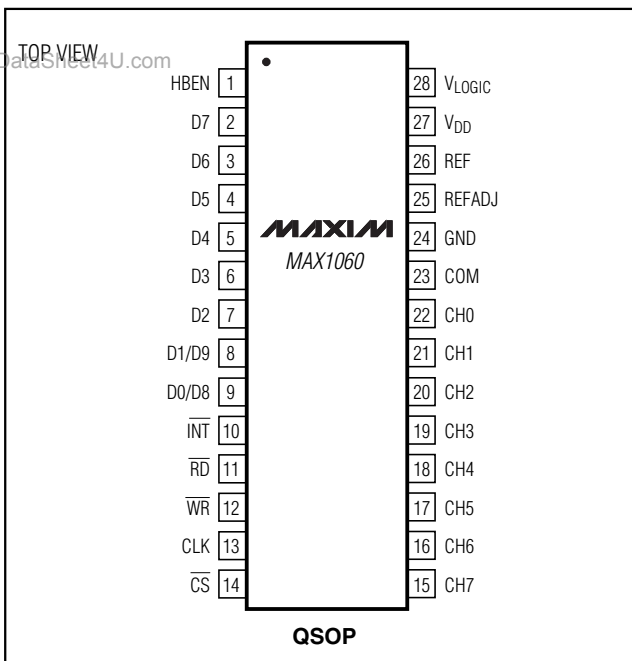 TOP VIEW
DataSheet4U.com
HBEN 1
D7 2
D6 3
D5 4
D4 5
D3 6
D2 7
D1/D9 8
D0/D8 9
INT 10
RD 11
WR 12
CLK 13
CS 14
MAXIM
MAX1060
28 VLOGIC
27 VDD
26 REF
25 REFADJ
24 GND
23 COM
22 CH0
21 CH1
20 CH2
19 CH3
18 CH4
17 CH5
16 CH6
15 CH7
QSOP